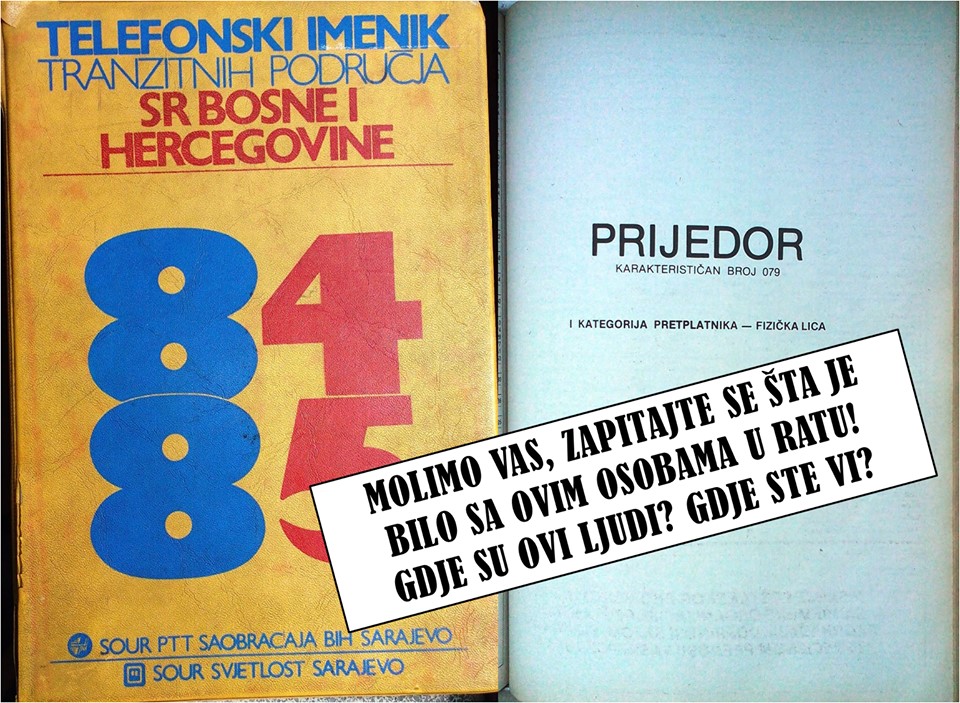 TELEFONSKI IMENIK
TRANZITNIH PODRUČJA
SR BOSNE I
HERCEGOVINE
84
85
SOUR PTT SAOBRAĆAJA BIH SARAJEVO
SOUR SVJETLOST SARAJEVO
PRIJEDOR
KARAKTERISTIČAN BROJ 079
I KATEGORIJA PRETPLATNIKA — FIZIČKA LICA
MOLIMO VAS, ZAPITAJTE SE ŠTA JE
BILO SA OVIM OSOBAMA U RATU!
GDJE SU OVI LJUDI? GDJE STE VI?